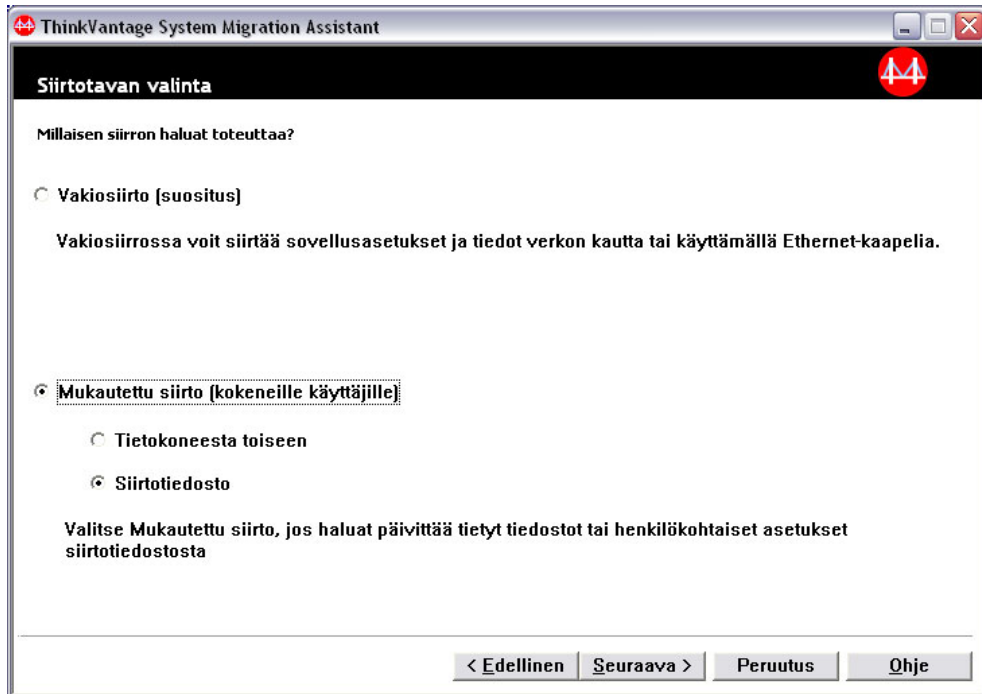 ThinkVantage System Migration Assistant
Siirtotavan valinta
Millaisen siirron haluat toteuttaa?
Vakiosiirto (suositus)
Vakiosiirrossa voit siirtää sovellusasetukset ja tiedot verkon kautta tai käyttämällä Ethernet-kaapelia.
Mukautettu siirto (kokeneille käyttäjille)
Tietokoneesta toiseen
Siirtotiedosto
Valitse Mukautettu siirto, jos haluat päivittää tietyt tiedostot tai henkilökohtaiset asetukset
siirtotiedostosta
< Edellinen Seuraava > Peruutus Ohje